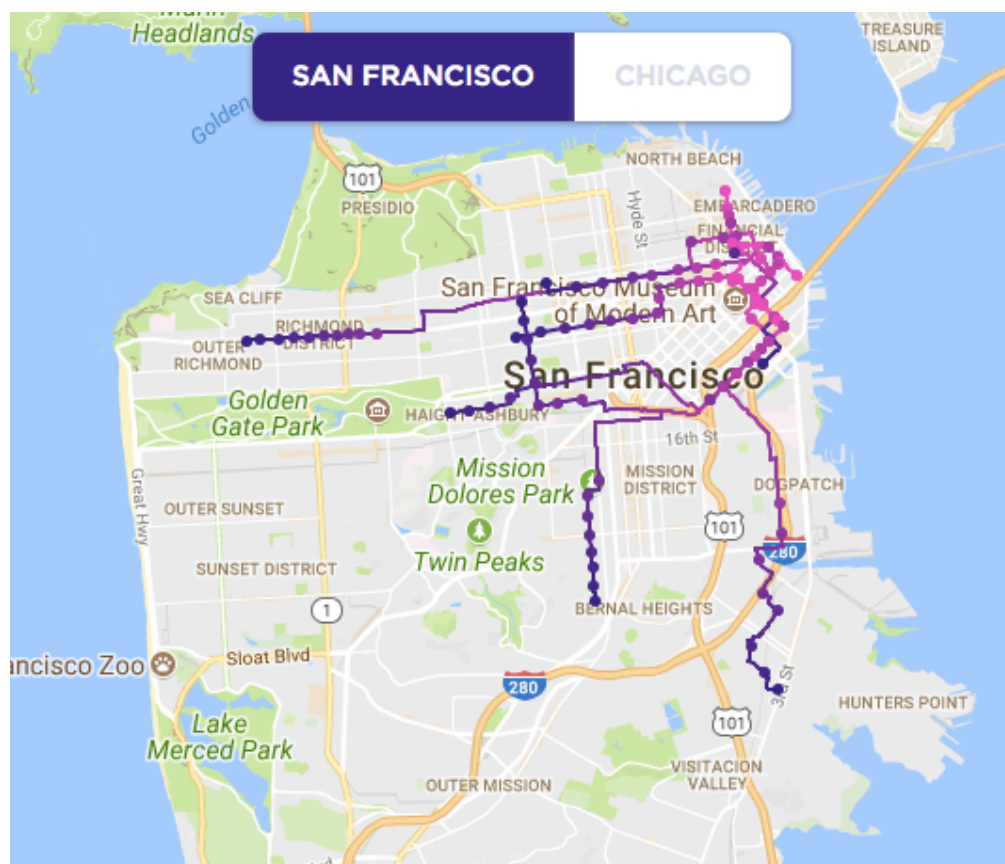 Headlands
TREASURE
ISLAND
SAN FRANCISCO
CHICAGO
Golden
NORTH BEACH
101
PRESIDIO
Hyde St
EMBARCADERO
FINANCIAL
SEA CLIFF
San Francisco Museum
of Modern Art
RICHMOND
DISTRICT
OUTER
RICHMOND
San Francisco
Golden
Gate Park
HAIGHT-ASHBURY
16th St
Great Hwy
Mission
Dolores Park
MISSION
DISTRICT
DOGPATCH
OUTER SUNSET
101
280
Twin Peaks
SUNSET DISTRICT
1
BERNAL HEIGHTS
Sloat Blvd
ancisco Zoo
280
3rd St
HUNTERS POINT
101
Lake
Merced Park
VISITACION
VALLEY
OUTER MISSION